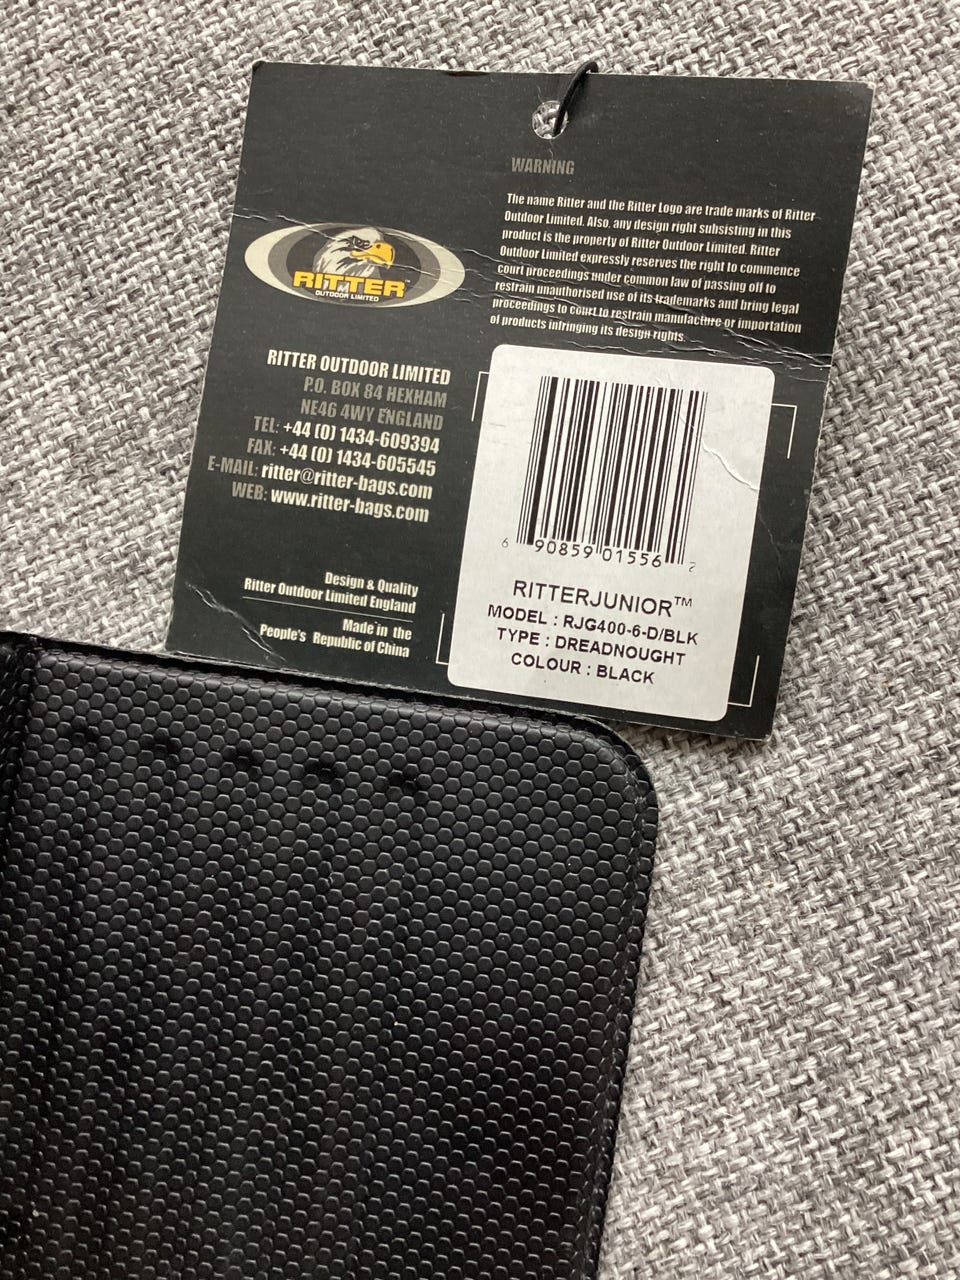 WARNING
The name Ritter and the Ritter Logo are trade marks of Ritter
Outdoor Limited. Also, any design right subsisting in this
product is the property of Ritter Outdoor Limited. Ritter
Outdoor Limited expressly reserves the right to commence
court proceedings under common law of passing off to
restrain unauthorised use of its trademarks and bring legal
proceedings to court to restrain manufacture or importation
of products infringing its design rights.
RITTER™
OUTDOOR LIMITED
RITTER OUTDOOR LIMITED
P.O. BOX 84 HEXHAM
NE46 4WY ENGLAND
TEL: +44 (0) 1434-609394
FAX: +44 (0) 1434-605545
E-MAIL: ritter@ritter-bags.com
WEB: www.ritter-bags.com
Design & Quality
Ritter Outdoor Limited England
Made in the
People's Republic of China
6 90859 01556 2
RITTERJUNIOR™
MODEL : RJG400-6-D/BLK
TYPE : DREADNOUGHT
COLOUR : BLACK